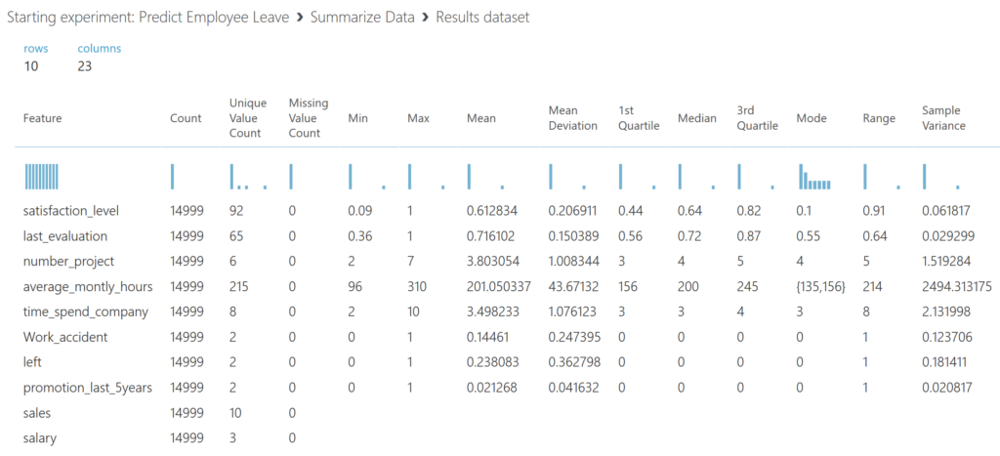 Starting experiment: Predict Employee Leave › Summarize Data › Results dataset
rows columns
10 23
Feature Count Unique Value Count Missing Value Count Min Max Mean Mean Deviation 1st Quartile Median 3rd Quartile Mode Range Sample Variance
satisfaction_level 14999 92 0 0.09 1 0.612834 0.206911 0.44 0.64 0.82 0.1 0.91 0.061817
last_evaluation 14999 65 0 0.36 1 0.716102 0.150389 0.56 0.72 0.87 0.55 0.64 0.029299
number_project 14999 6 0 2 7 3.803054 1.008344 3 4 5 4 5 1.519284
average_montly_hours 14999 215 0 96 310 201.050337 43.67132 156 200 245 {135,156} 214 2494.313175
time_spend_company 14999 8 0 2 10 3.498233 1.076123 3 3 4 3 8 2.131998
Work_accident 14999 2 0 0 1 0.14461 0.247395 0 0 0 0 1 0.123706
left 14999 2 0 0 1 0.238083 0.362798 0 0 0 0 1 0.181411
promotion_last_5years 14999 2 0 0 1 0.021268 0.041632 0 0 0 0 1 0.020817
sales 14999 10 0
salary 14999 3 0